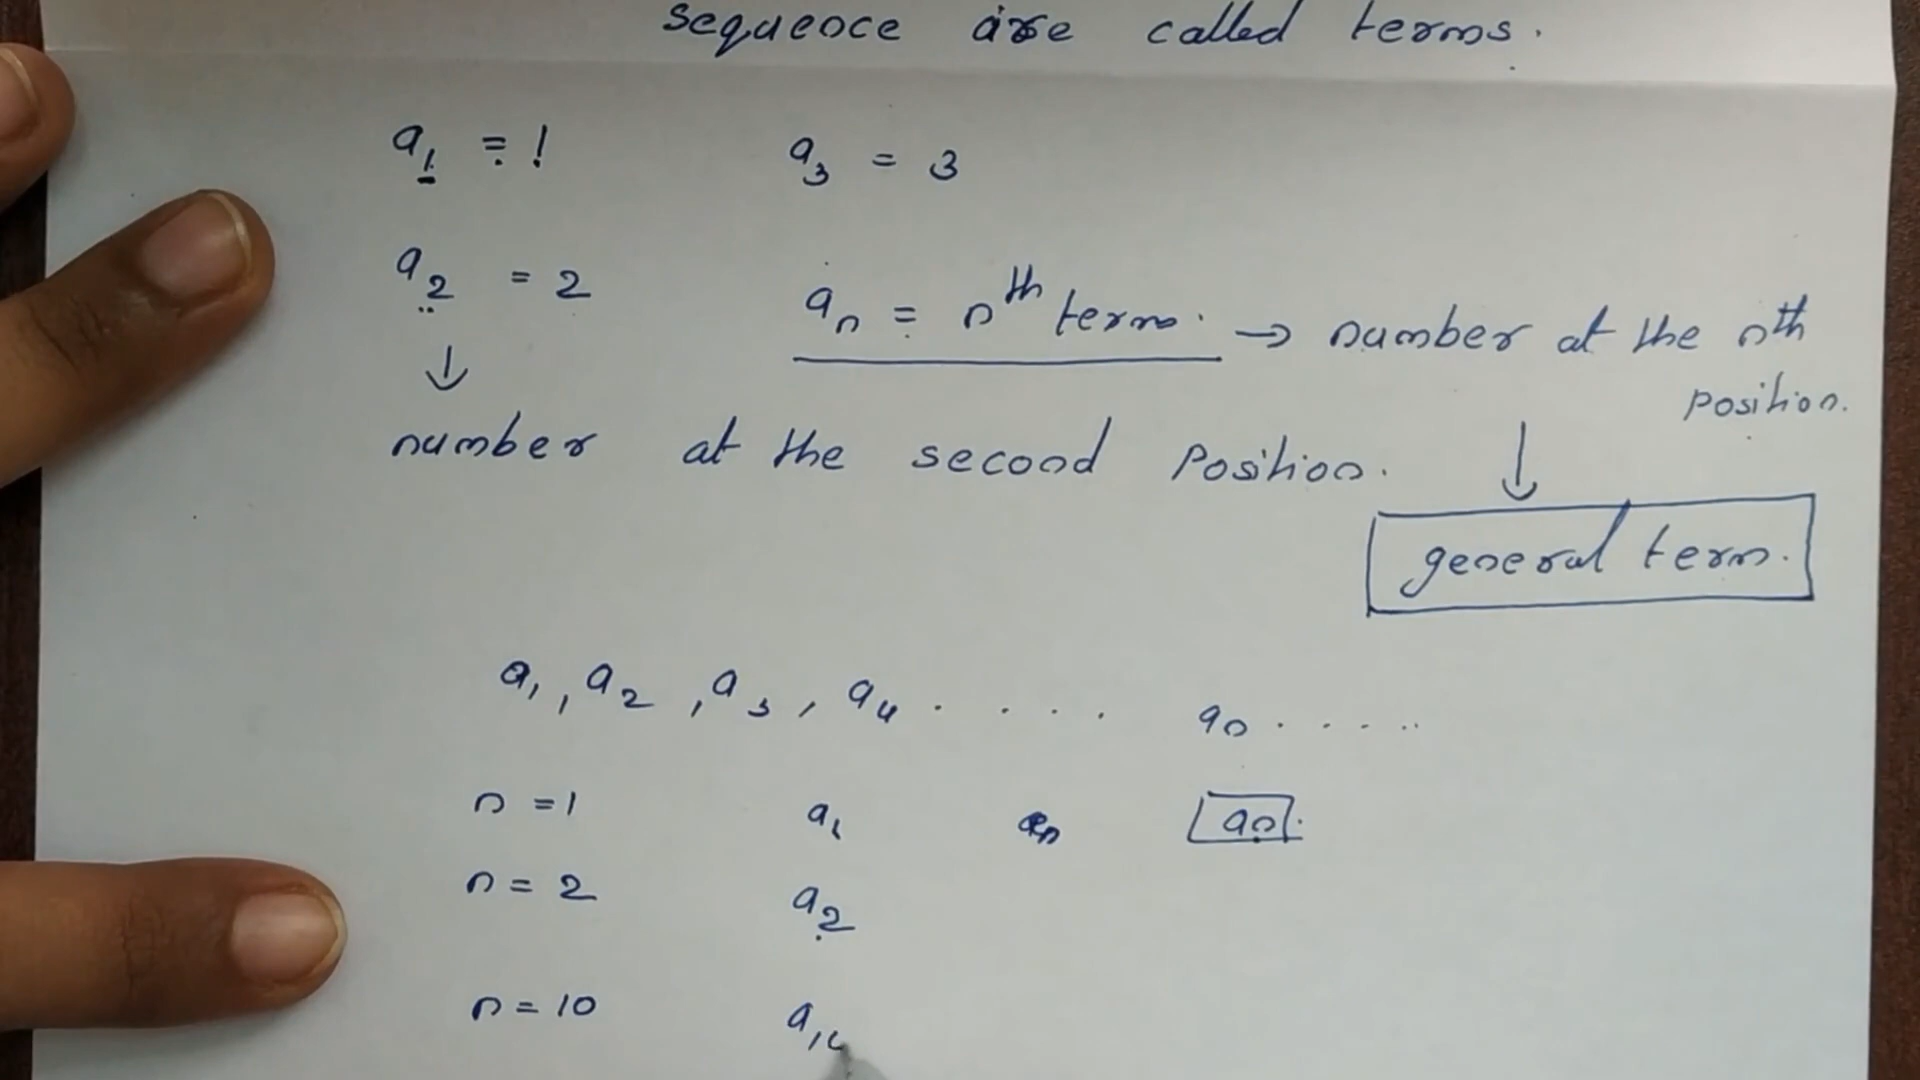 sequence are called terms.
a₁ = 1 a₃ = 3
a₂ = 2 aₙ = nᵗʰ term. → number at the nth
position.
↓
number at the second position. ↓
general term.
a₁, a₂, a₃, a₄ . . . . aₙ . . . . .
n = 1 a₁ aₙ aₙ.
n = 2 a₂
n = 10 a₁₀